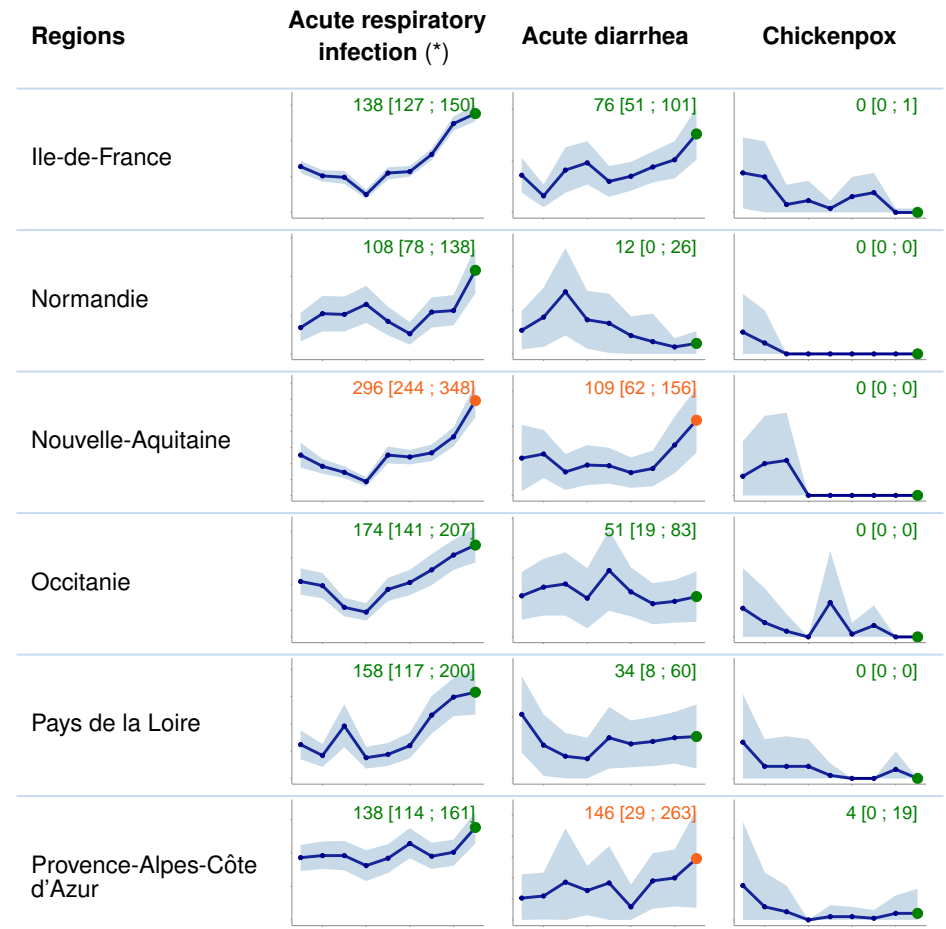 Regions
Acute respiratory
infection (*)
Acute diarrhea
Chickenpox
Ile-de-France
138 [127 ; 150]
76 [51 ; 101]
0 [0 ; 1]
Normandie
108 [78 ; 138]
12 [0 ; 26]
0 [0 ; 0]
Nouvelle-Aquitaine
296 [244 ; 348]
109 [62 ; 156]
0 [0 ; 0]
Occitanie
174 [141 ; 207]
51 [19 ; 83]
0 [0 ; 0]
Pays de la Loire
158 [117 ; 200]
34 [8 ; 60]
0 [0 ; 0]
Provence-Alpes-Côte
d'Azur
138 [114 ; 161]
146 [29 ; 263]
4 [0 ; 19]